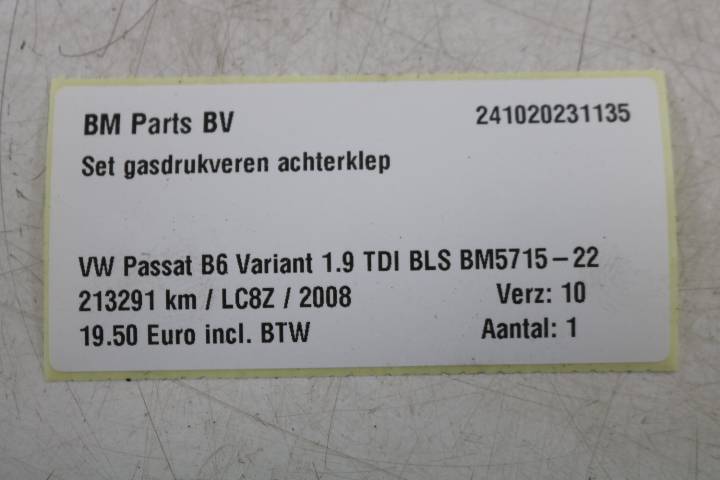 BM Parts BV 241020231135
Set gasdrukveren achterklep
VW Passat B6 Variant 1.9 TDI BLS BM5715-22
213291 km / LC8Z / 2008 Verz: 10
19.50 Euro incl. BTW Aantal: 1